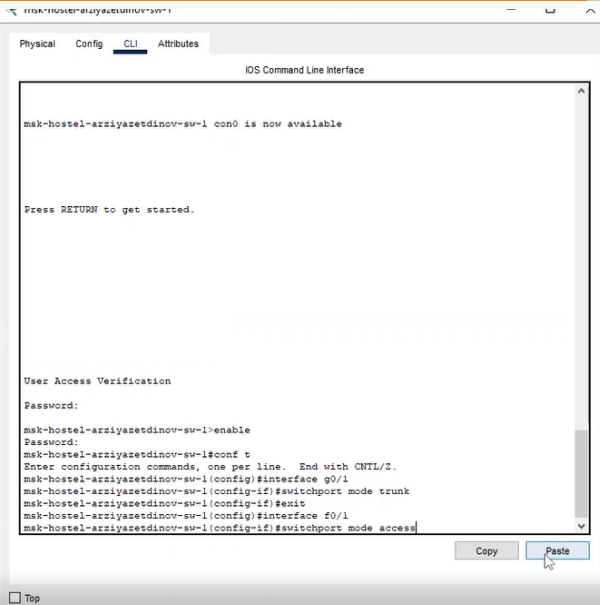 msk-hostel-arziyazetdinov-sw-1
Physical Config CLI Attributes
IOS Command Line Interface
msk-hostel-arziyazetdinov-sw-1 con0 is now available
Press RETURN to get started.
User Access Verification
Password:
msk-hostel-arziyazetdinov-sw-1>enable
Password:
msk-hostel-arziyazetdinov-sw-1#conf t
Enter configuration commands, one per line.  End with CNTL/Z.
msk-hostel-arziyazetdinov-sw-1(config)#interface g0/1
msk-hostel-arziyazetdinov-sw-1(config-if)#switchport mode trunk
msk-hostel-arziyazetdinov-sw-1(config-if)#exit
msk-hostel-arziyazetdinov-sw-1(config)#interface f0/1
msk-hostel-arziyazetdinov-sw-1(config-if)#switchport mode access
Copy Paste
Top